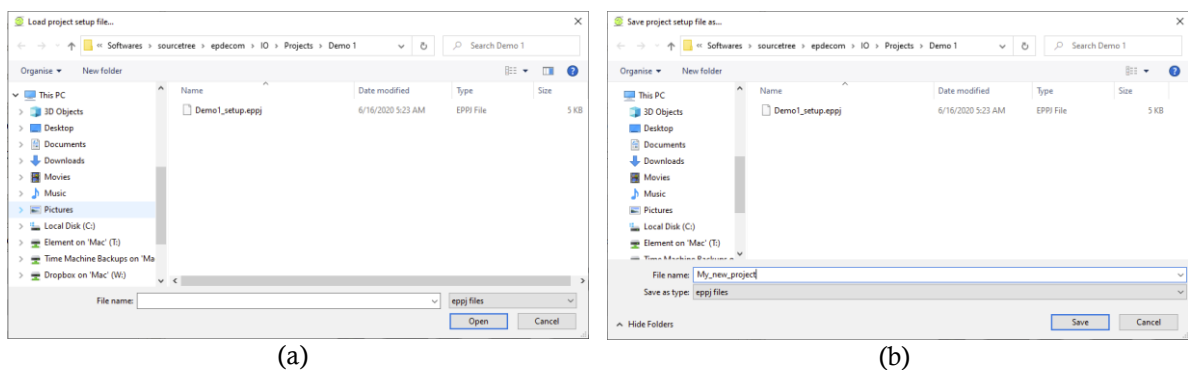 Load project setup file...
« Softwares > sourcetree > epdecom > IO > Projects > Demo 1
Search Demo 1
Organise New folder
Name Date modified Type Size
This PC
Demo1_setup.eppj 6/16/2020 5:23 AM EPPJ File 5 KB
3D Objects
Desktop
Documents
Downloads
Movies
Music
Pictures
Local Disk (C:)
Element on 'Mac' (T:)
Time Machine Backups on 'Ma
Dropbox on 'Mac' (W:)
File name: eppj files
Open Cancel
(a)
Save project setup file as...
« Softwares > sourcetree > epdecom > IO > Projects > Demo 1
Search Demo 1
Organise New folder
Name Date modified Type Size
This PC
Demo1_setup.eppj 6/16/2020 5:23 AM EPPJ File 5 KB
3D Objects
Desktop
Documents
Downloads
Movies
Music
Pictures
Local Disk (C:)
Element on 'Mac' (T:)
Time Machine Backups
File name: My_new_project
Save as type: eppj files
Hide Folders Save Cancel
(b)